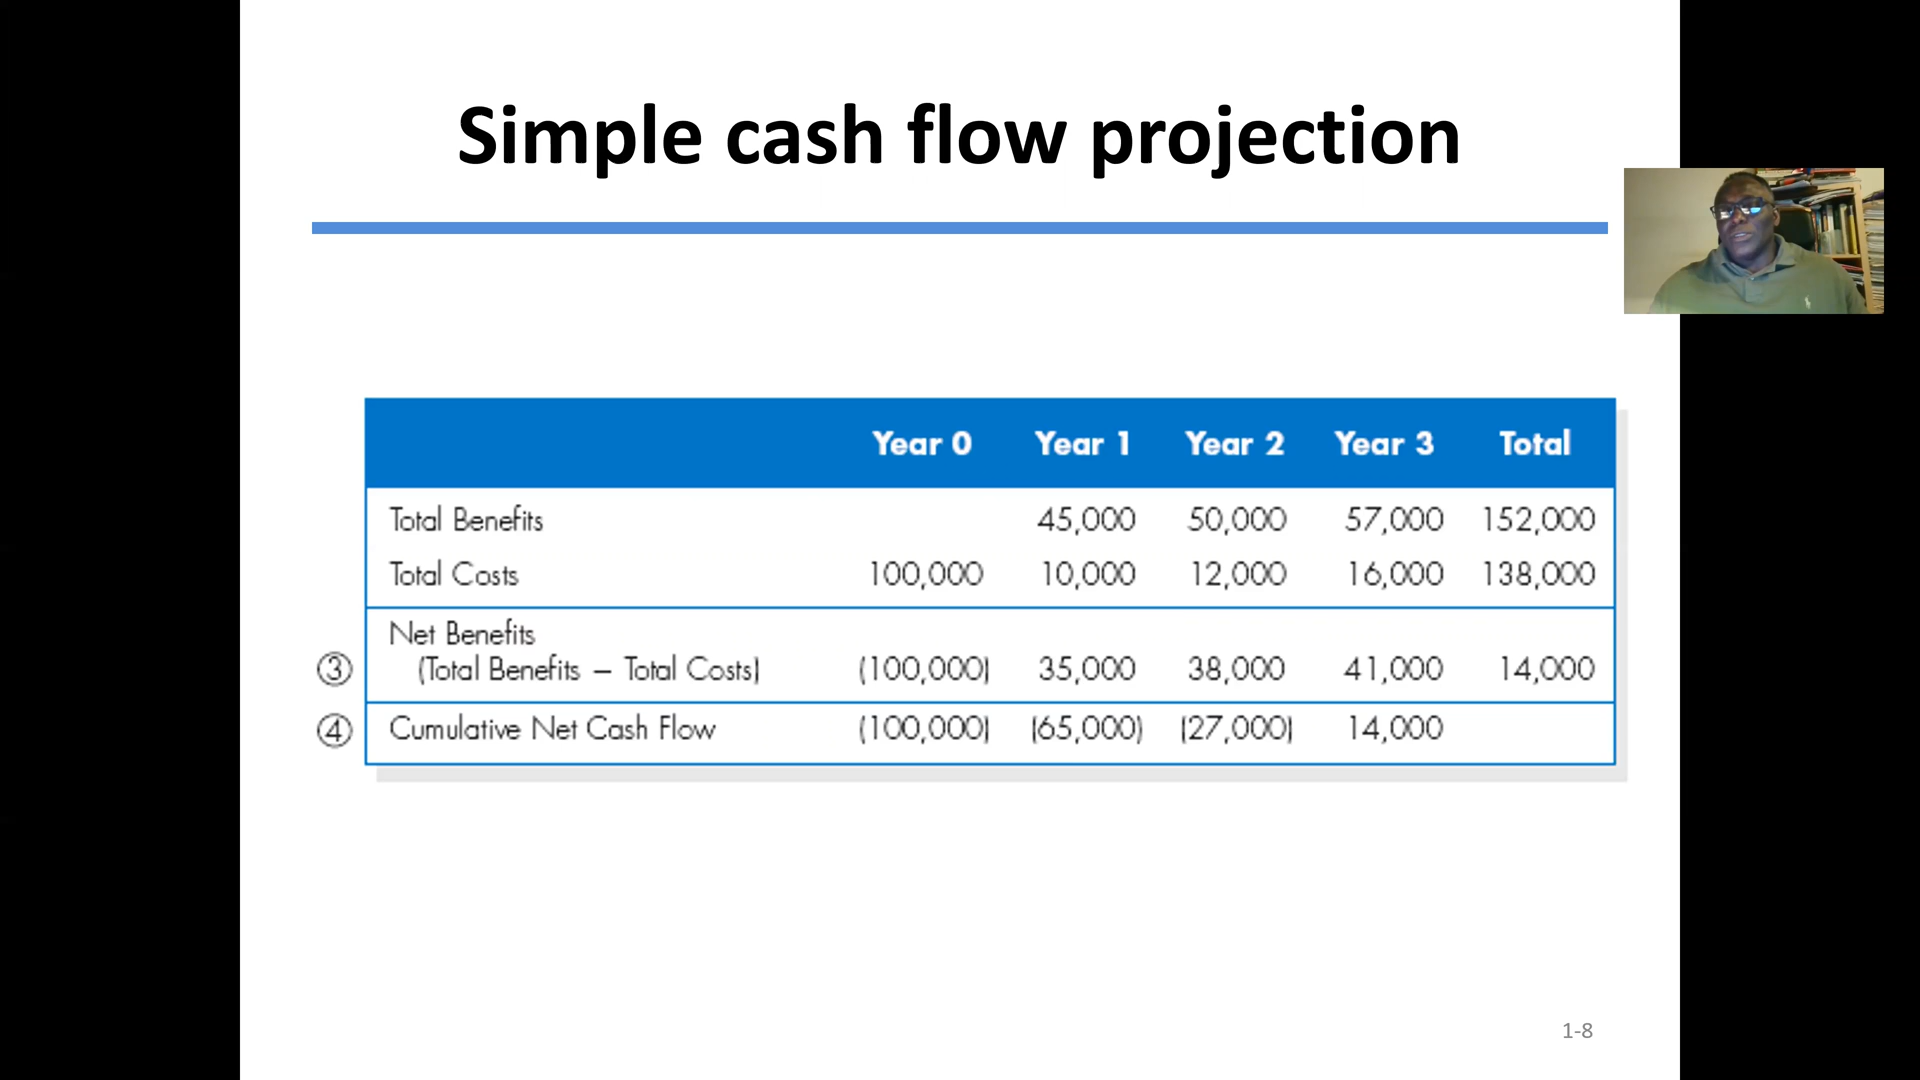 Simple cash flow projection
Year 0 Year 1 Year 2 Year 3 Total
Total Benefits 45,000 50,000 57,000 152,000
Total Costs 100,000 10,000 12,000 16,000 138,000
Net Benefits
③ (Total Benefits – Total Costs) (100,000) 35,000 38,000 41,000 14,000
④ Cumulative Net Cash Flow (100,000) (65,000) (27,000) 14,000
1-8